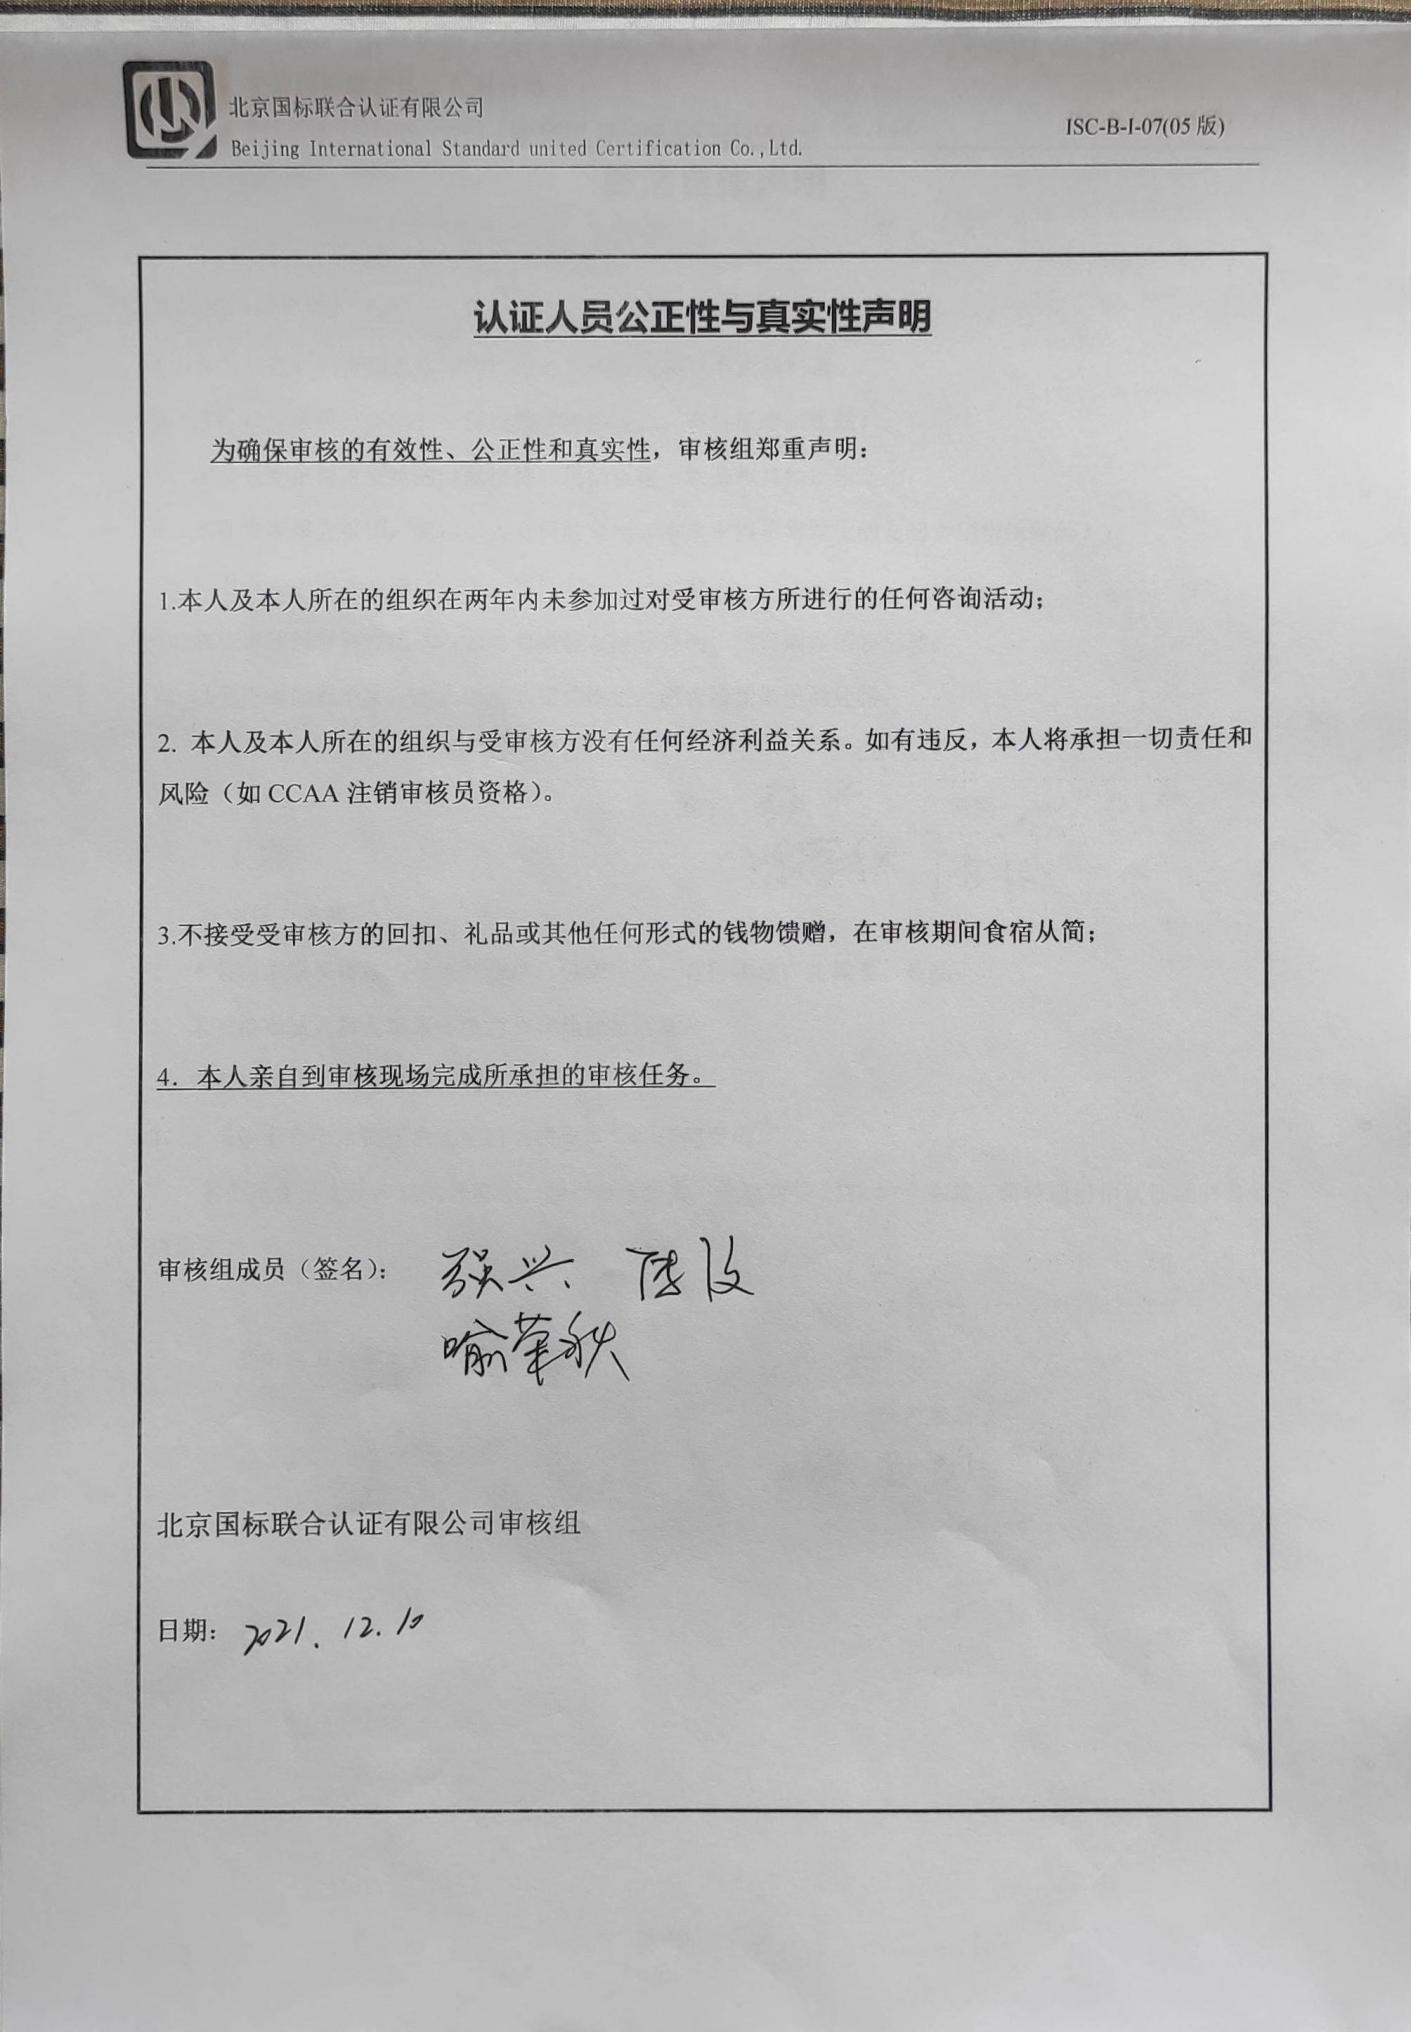 北京国标联合认证有限公司
Beijing International Standard united Certification Co.,Ltd.
ISC-B-I-07(05 版)
认证人员公正性与真实性声明
为确保审核的有效性、公正性和真实性，审核组郑重声明：
1.本人及本人所在的组织在两年内未参加过对受审核方所进行的任何咨询活动；
2. 本人及本人所在的组织与受审核方没有任何经济利益关系。如有违反，本人将承担一切责任和
风险（如 CCAA 注销审核员资格）。
3.不接受受审核方的回扣、礼品或其他任何形式的钱物馈赠，在审核期间食宿从简；
4. 本人亲自到审核现场完成所承担的审核任务。
审核组成员（签名）： 强兴
喻荣秋
北京国标联合认证有限公司审核组
日期：2021.12.10